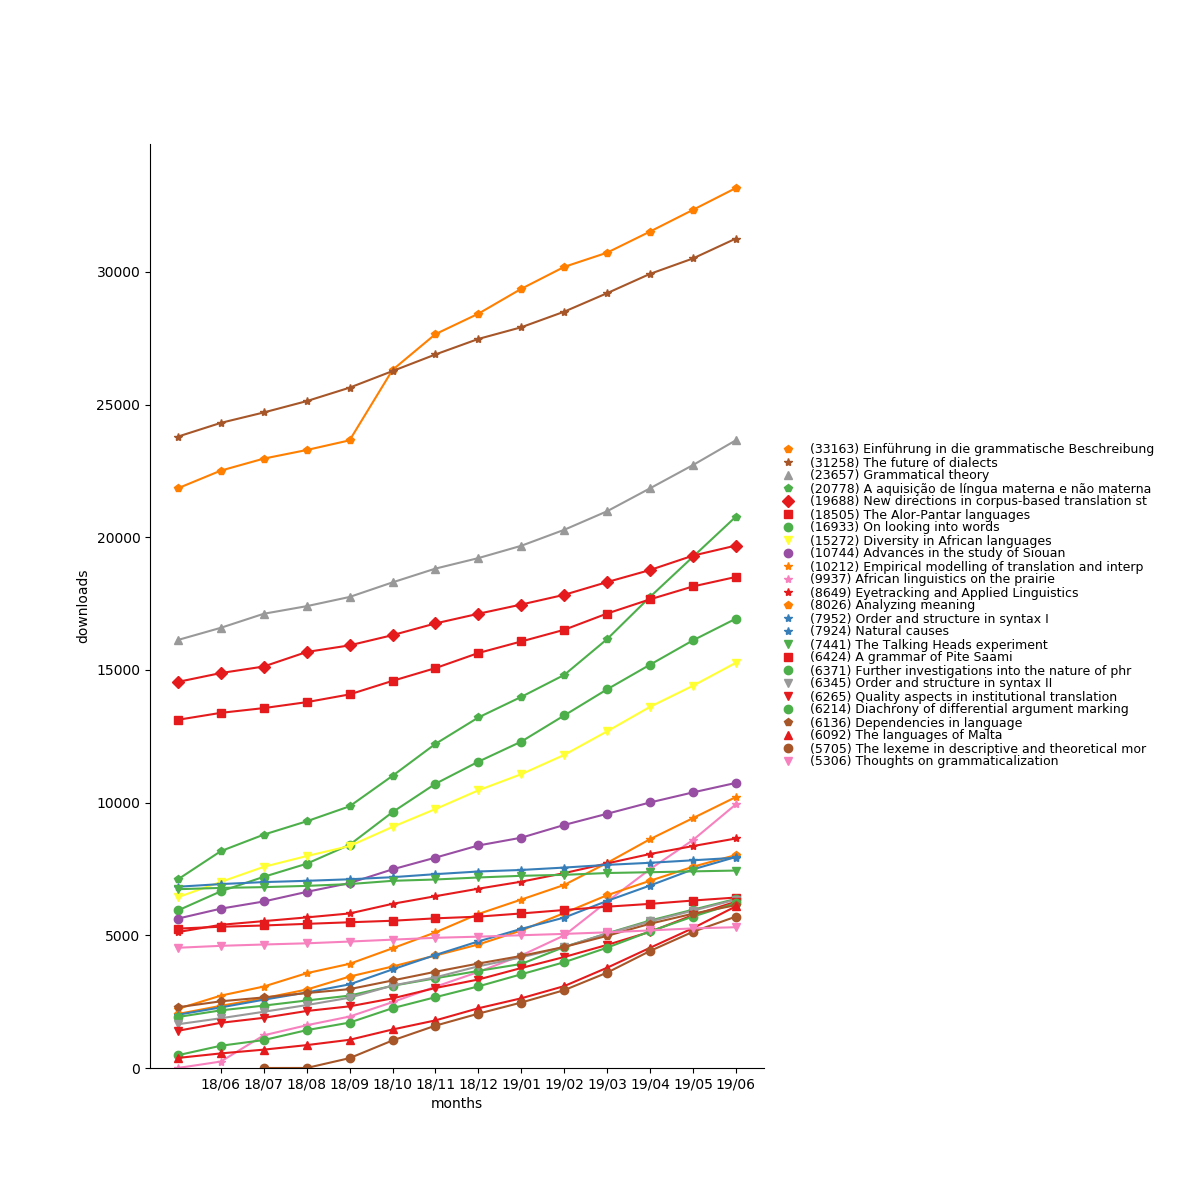 30000
25000
20000
15000
10000
5000
0
downloads
18/06 18/07 18/08 18/09 18/10 18/11 18/12 19/01 19/02 19/03 19/04 19/05 19/06
months
(33163) Einführung in die grammatische Beschreibung
(31258) The future of dialects
(23657) Grammatical theory
(20778) A aquisição de língua materna e não materna
(19688) New directions in corpus-based translation st
(18505) The Alor-Pantar languages
(16933) On looking into words
(15272) Diversity in African languages
(10744) Advances in the study of Siouan
(10212) Empirical modelling of translation and interp
(9937) African linguistics on the prairie
(8649) Eyetracking and Applied Linguistics
(8026) Analyzing meaning
(7952) Order and structure in syntax I
(7924) Natural causes
(7441) The Talking Heads experiment
(6424) A grammar of Pite Saami
(6371) Further investigations into the nature of phr
(6345) Order and structure in syntax II
(6265) Quality aspects in institutional translation
(6214) Diachrony of differential argument marking
(6136) Dependencies in language
(6092) The languages of Malta
(5705) The lexeme in descriptive and theoretical mor
(5306) Thoughts on grammaticalization